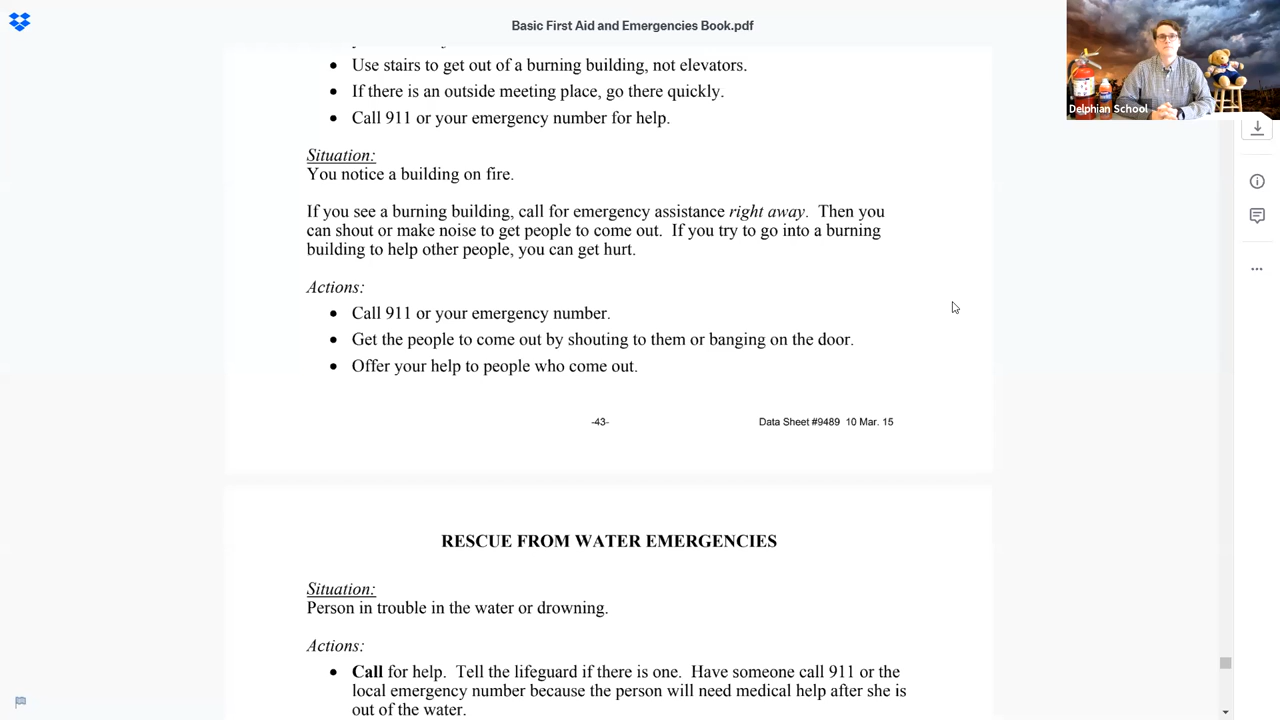 Basic First Aid and Emergencies Book.pdf
Delphian School
• Use stairs to get out of a burning building, not elevators.
• If there is an outside meeting place, go there quickly.
• Call 911 or your emergency number for help.
Situation:
You notice a building on fire.
If you see a burning building, call for emergency assistance right away. Then you
can shout or make noise to get people to come out. If you try to go into a burning
building to help other people, you can get hurt.
Actions:
• Call 911 or your emergency number.
• Get the people to come out by shouting to them or banging on the door.
• Offer your help to people who come out.
-43- Data Sheet #9489 10 Mar. 15
RESCUE FROM WATER EMERGENCIES
Situation:
Person in trouble in the water or drowning.
Actions:
• Call for help. Tell the lifeguard if there is one. Have someone call 911 or the
local emergency number because the person will need medical help after she is
out of the water.